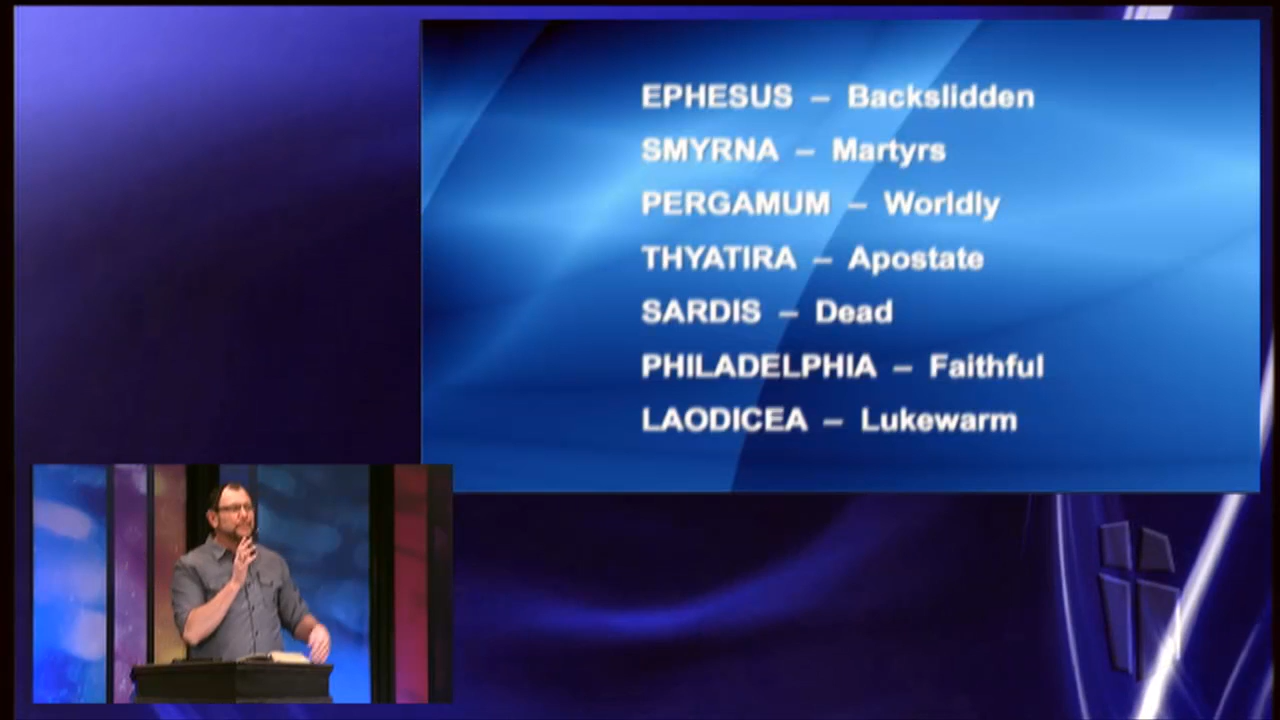 EPHESUS – Backslidden
SMYRNA – Martyrs
PERGAMUM – Worldly
THYATIRA – Apostate
SARDIS – Dead
PHILADELPHIA – Faithful
LAODICEA – Lukewarm